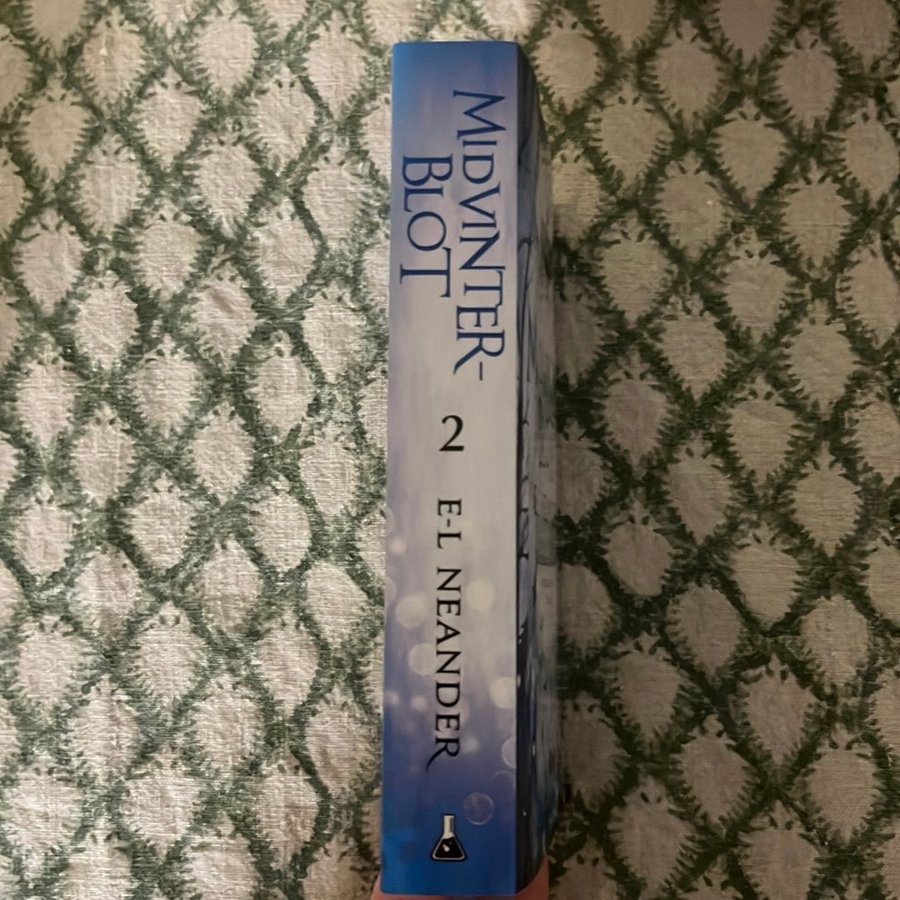 MIDVINTER-
BLOT
2
E-L NEANDER